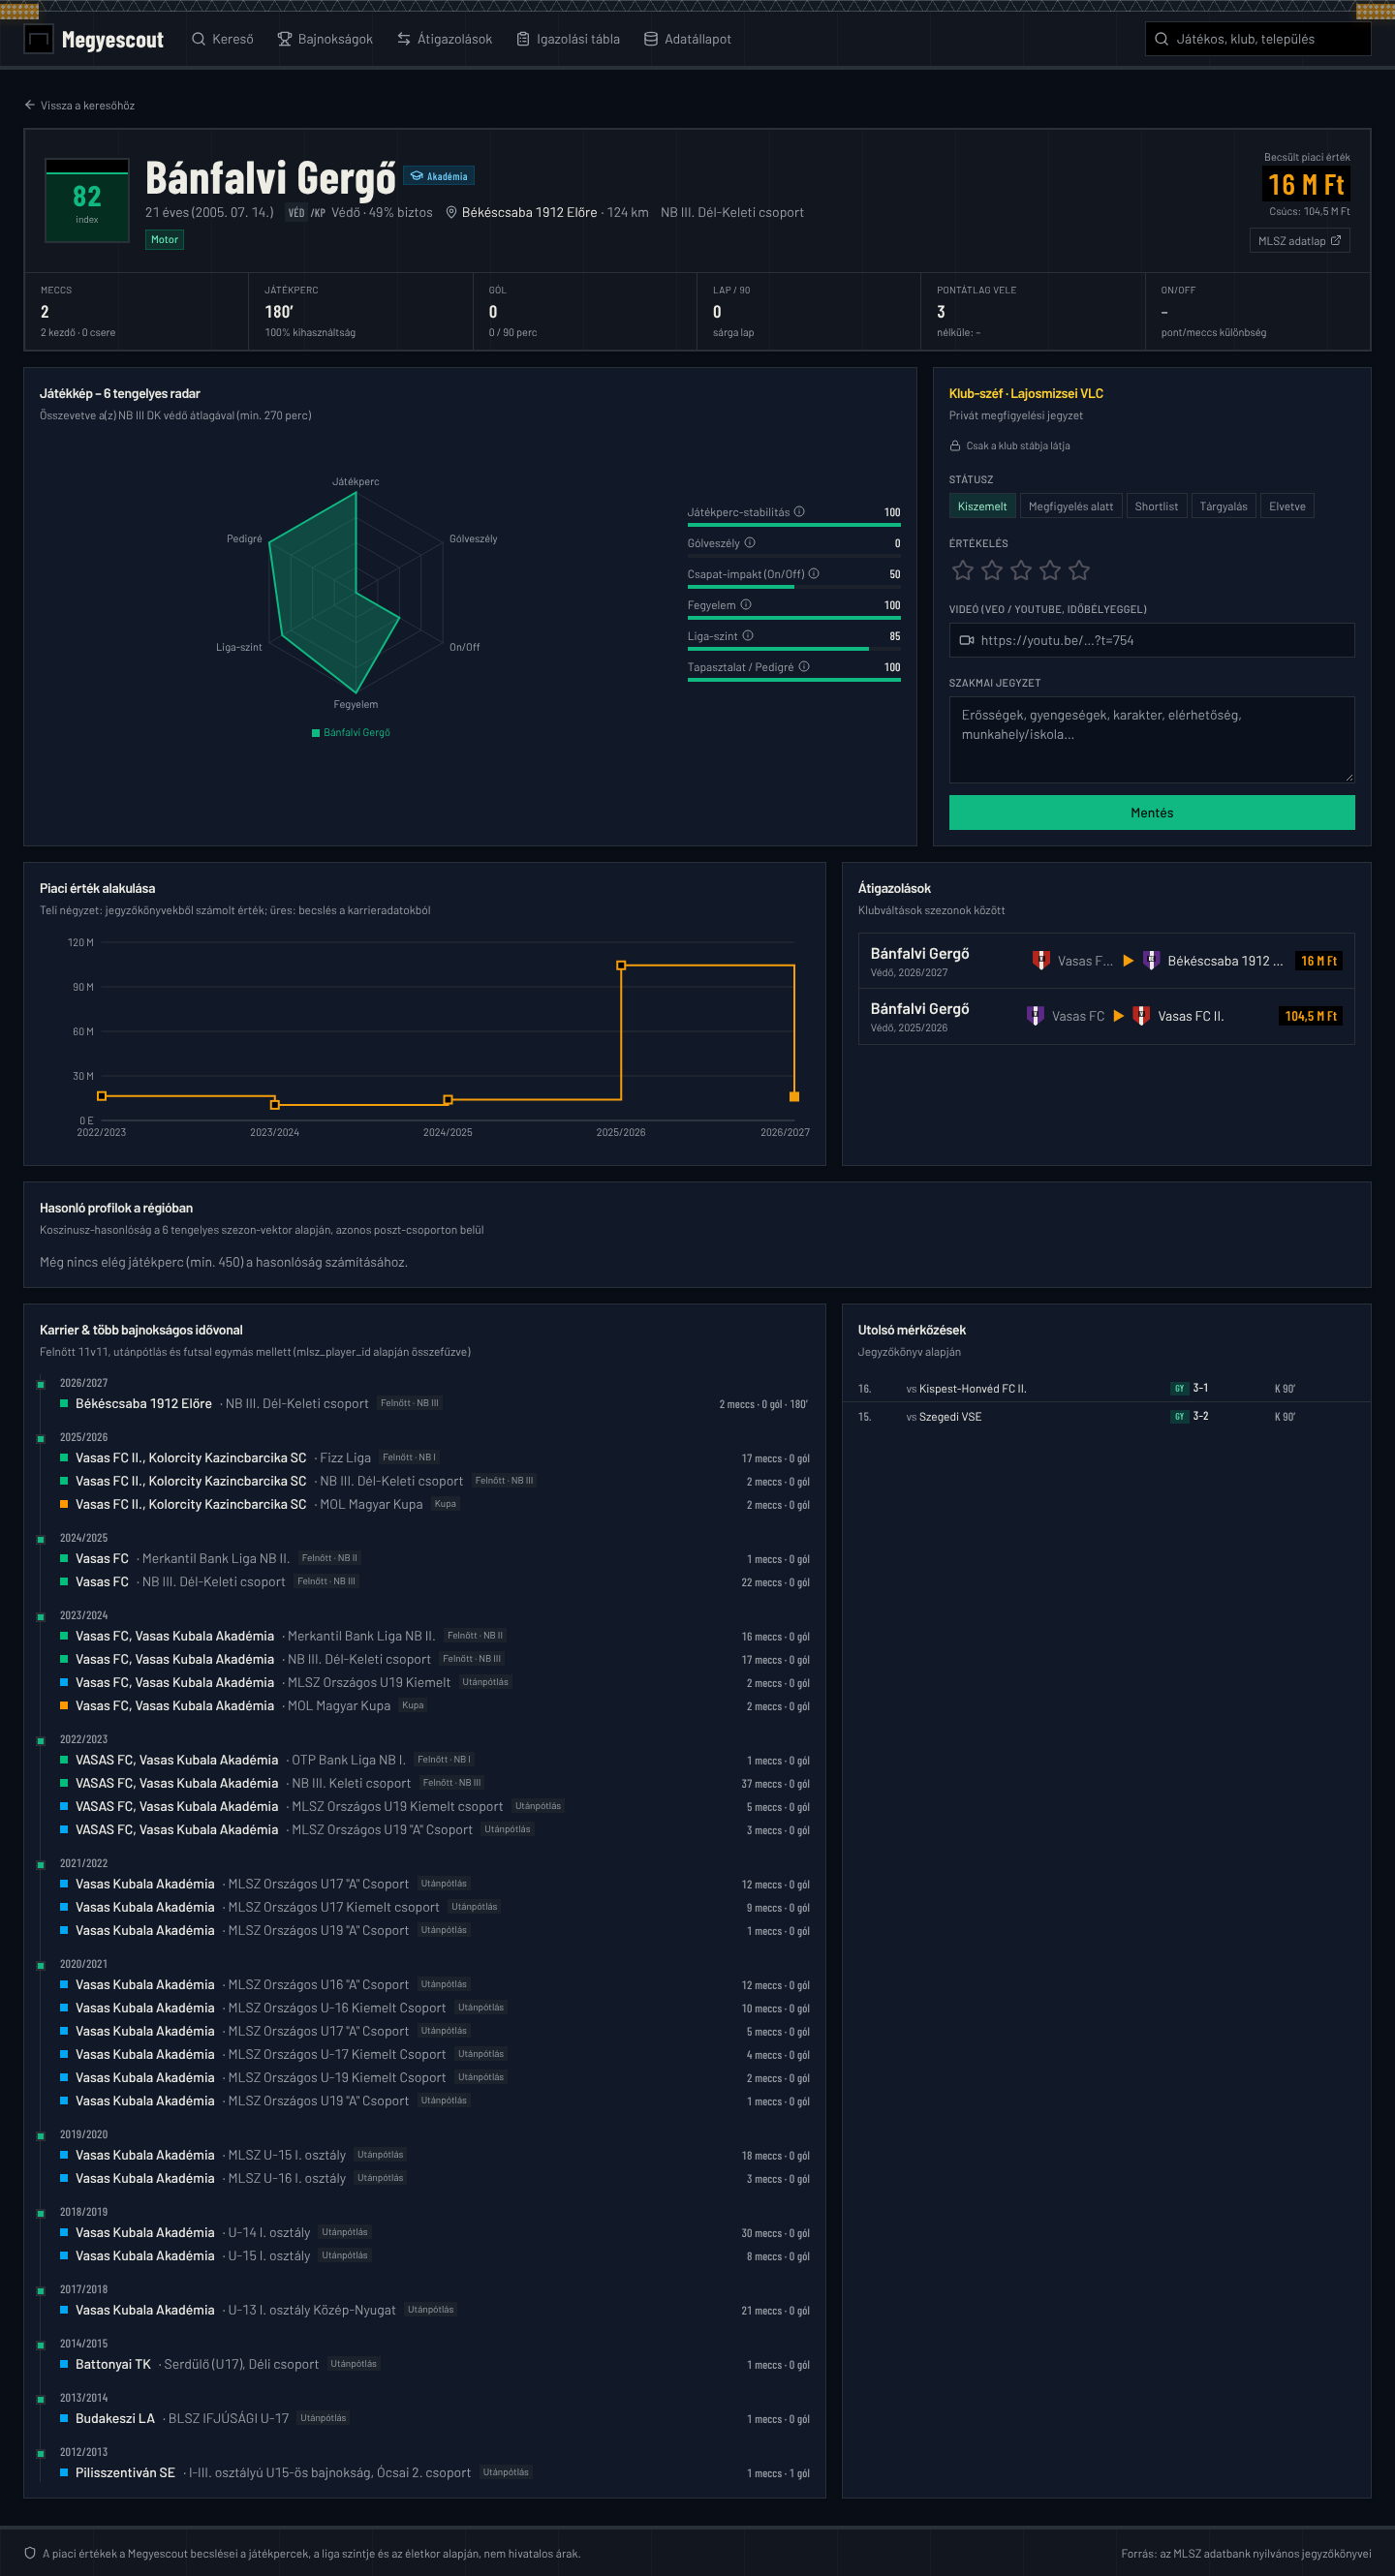 Megyescout
Kereső
Bajnokságok
Átigazolások
Igazolási tábla
Adatállapot
Játékos, klub, település
Vissza a keresőhöz
82
index
Bánfalvi Gergő Akadémia
21 éves (2005. 07. 14.) VÉD /KP Védő · 49% biztos Békéscsaba 1912 Előre · 124 km NB III. Dél-Keleti csoport
Motor
Becsült piaci érték
16 M Ft
Csúcs: 104,5 M Ft
MLSZ adatlap
MECCS
2
2 kezdő · 0 csere
JÁTÉKPERC
180'
100% kihasználtság
GÓL
0
0 / 90 perc
LAP / 90
0
sárga lap
PONTÁTLAG VELE
3
nélküle: –
ON/OFF
–
pont/meccs különbség
Játékkép – 6 tengelyes radar
Összevetve a(z) NB III DK védő átlagával (min. 270 perc)
Játékperc
Pedigré
Gólveszély
Liga-szint
On/Off
Fegyelem
Bánfalvi Gergő
Játékperc-stabilitás 100
Gólveszély 0
Csapat-impakt (On/Off) 50
Fegyelem 100
Liga-szint 85
Tapasztalat / Pedigré 100
Klub-széf · Lajosmizsei VLC
Privát megfigyelési jegyzet
Csak a klub stábja látja
STÁTUSZ
Kiszemelt Megfigyelés alatt Shortlist Tárgyalás Elvetve
ÉRTÉKELÉS
VIDEÓ (VEO / YOUTUBE, IDŐBÉLYEGGEL)
https://youtu.be/...?t=754
SZAKMAI JEGYZET
Erősségek, gyengeségek, karakter, elérhetőség,
munkahely/iskola...
Mentés
Piaci érték alakulása
Teli négyzet: jegyzőkönyvekből számolt érték; üres: becslés a karrieradatokból
120 M
90 M
60 M
30 M
0 E
2022/2023 2023/2024 2024/2025 2025/2026 2026/2027
Átigazolások
Klubváltások szezonok között
Bánfalvi Gergő Vasas F... Békéscsaba 1912 ... 16 M Ft
Védő, 2026/2027
Bánfalvi Gergő Vasas FC Vasas FC II. 104,5 M Ft
Védő, 2025/2026
Hasonló profilok a régióban
Koszinusz-hasonlóság a 6 tengelyes szezon-vektor alapján, azonos poszt-csoporton belül
Még nincs elég játékperc (min. 450) a hasonlóság számításához.
Karrier & több bajnokságos idővonal
Felnőtt 11v11, utánpótlás és futsal egymás mellett (mlsz_player_id alapján összefűzve)
2026/2027
Békéscsaba 1912 Előre · NB III. Dél-Keleti csoport Felnőtt · NB III 2 meccs · 0 gól · 180'
2025/2026
Vasas FC II., Kolorcity Kazincbarcika SC · Fizz Liga Felnőtt · NB I 17 meccs · 0 gól
Vasas FC II., Kolorcity Kazincbarcika SC · NB III. Dél-Keleti csoport Felnőtt · NB III 2 meccs · 0 gól
Vasas FC II., Kolorcity Kazincbarcika SC · MOL Magyar Kupa Kupa 2 meccs · 0 gól
2024/2025
Vasas FC · Merkantil Bank Liga NB II. Felnőtt · NB II 1 meccs · 0 gól
Vasas FC · NB III. Dél-Keleti csoport Felnőtt · NB III 22 meccs · 0 gól
2023/2024
Vasas FC, Vasas Kubala Akadémia · Merkantil Bank Liga NB II. Felnőtt · NB II 16 meccs · 0 gól
Vasas FC, Vasas Kubala Akadémia · NB III. Dél-Keleti csoport Felnőtt · NB III 17 meccs · 0 gól
Vasas FC, Vasas Kubala Akadémia · MLSZ Országos U19 Kiemelt Utánpótlás 2 meccs · 0 gól
Vasas FC, Vasas Kubala Akadémia · MOL Magyar Kupa Kupa 2 meccs · 0 gól
2022/2023
VASAS FC, Vasas Kubala Akadémia · OTP Bank Liga NB I. Felnőtt · NB I 1 meccs · 0 gól
VASAS FC, Vasas Kubala Akadémia · NB III. Keleti csoport Felnőtt · NB III 37 meccs · 0 gól
VASAS FC, Vasas Kubala Akadémia · MLSZ Országos U19 Kiemelt csoport Utánpótlás 5 meccs · 0 gól
VASAS FC, Vasas Kubala Akadémia · MLSZ Országos U19 "A" Csoport Utánpótlás 3 meccs · 0 gól
2021/2022
Vasas Kubala Akadémia · MLSZ Országos U17 "A" Csoport Utánpótlás 12 meccs · 0 gól
Vasas Kubala Akadémia · MLSZ Országos U17 Kiemelt csoport Utánpótlás 9 meccs · 0 gól
Vasas Kubala Akadémia · MLSZ Országos U19 "A" Csoport Utánpótlás 1 meccs · 0 gól
2020/2021
Vasas Kubala Akadémia · MLSZ Országos U16 "A" Csoport Utánpótlás 12 meccs · 0 gól
Vasas Kubala Akadémia · MLSZ Országos U-16 Kiemelt Csoport Utánpótlás 10 meccs · 0 gól
Vasas Kubala Akadémia · MLSZ Országos U17 "A" Csoport Utánpótlás 5 meccs · 0 gól
Vasas Kubala Akadémia · MLSZ Országos U-17 Kiemelt Csoport Utánpótlás 4 meccs · 0 gól
Vasas Kubala Akadémia · MLSZ Országos U-19 Kiemelt Csoport Utánpótlás 2 meccs · 0 gól
Vasas Kubala Akadémia · MLSZ Országos U19 "A" Csoport Utánpótlás 1 meccs · 0 gól
2019/2020
Vasas Kubala Akadémia · MLSZ U-15 I. osztály Utánpótlás 18 meccs · 0 gól
Vasas Kubala Akadémia · MLSZ U-16 I. osztály Utánpótlás 3 meccs · 0 gól
2018/2019
Vasas Kubala Akadémia · U-14 I. osztály Utánpótlás 30 meccs · 0 gól
Vasas Kubala Akadémia · U-15 I. osztály Utánpótlás 8 meccs · 0 gól
2017/2018
Vasas Kubala Akadémia · U-13 I. osztály Közép-Nyugat Utánpótlás 21 meccs · 0 gól
2014/2015
Battonyai TK · Serdülő (U17), Déli csoport Utánpótlás 1 meccs · 0 gól
2013/2014
Budakeszi LA · BLSZ IFJÚSÁGI U-17 Utánpótlás 1 meccs · 0 gól
2012/2013
Pilisszentiván SE · I-III. osztályú U15-ös bajnokság, Ócsai 2. csoport Utánpótlás 1 meccs · 1 gól
Utolsó mérkőzések
Jegyzőkönyv alapján
16. vs Kispest-Honvéd FC II. GY 3-1 K 90'
15. vs Szegedi VSE GY 3-2 K 90'
A piaci értékek a Megyescout becslései a játékpercek, a liga szintje és az életkor alapján, nem hivatalos árak.
Forrás: az MLSZ adatbank nyilvános jegyzőkönyvei